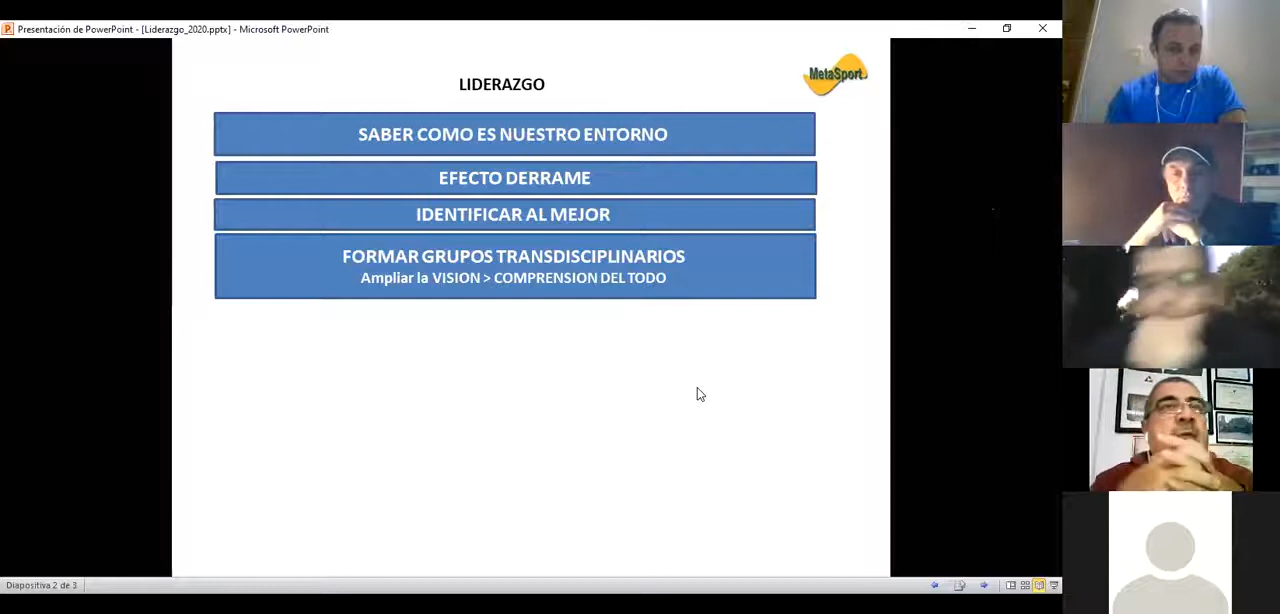 Presentación de PowerPoint - [Liderazgo_2020.pptx] - Microsoft PowerPoint
LIDERAZGO
MetaSport
SABER COMO ES NUESTRO ENTORNO
EFECTO DERRAME
IDENTIFICAR AL MEJOR
FORMAR GRUPOS TRANSDISCIPLINARIOS
Ampliar la VISION > COMPRENSION DEL TODO
Diapositiva 2 de 3